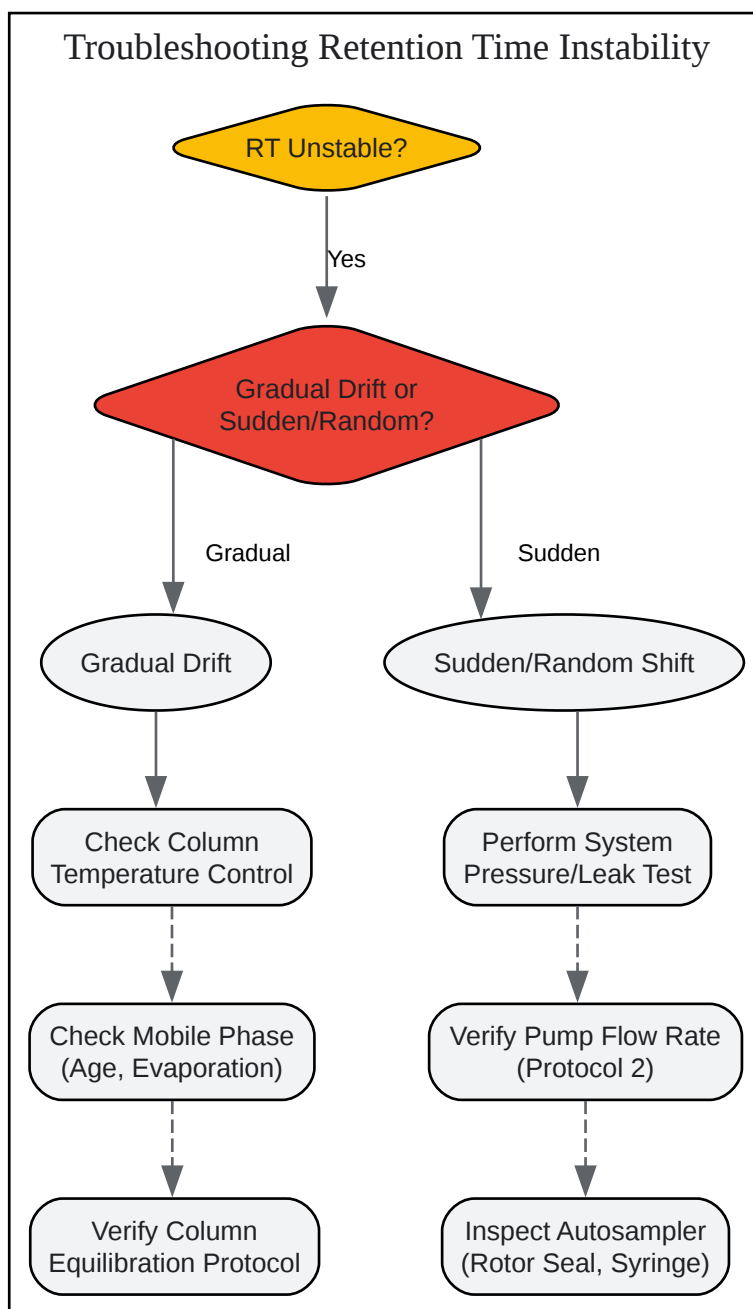 Troubleshooting Retention Time Instability
RT Unstable?
Yes
Gradual Drift or
Sudden/Random?
Gradual
Sudden
Gradual Drift
Sudden/Random Shift
Check Column
Temperature Control
Perform System
Pressure/Leak Test
Check Mobile Phase
(Age, Evaporation)
Verify Pump Flow Rate
(Protocol 2)
Verify Column
Equilibration Protocol
Inspect Autosampler
(Rotor Seal, Syringe)